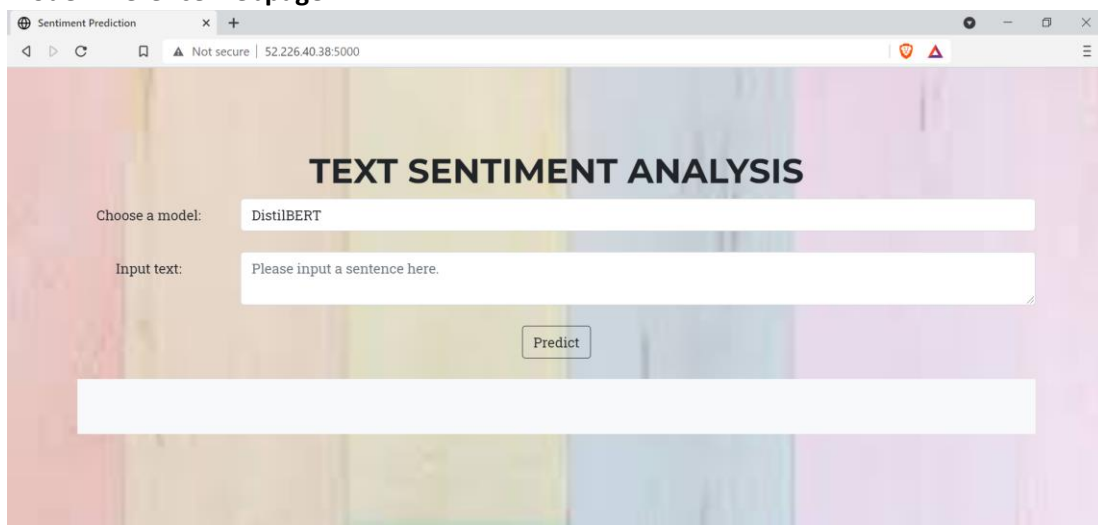 Sentiment Prediction
Not secure | 52.226.40.38:5000
TEXT SENTIMENT ANALYSIS
Choose a model: DistilBERT
Input text: Please input a sentence here.
Predict